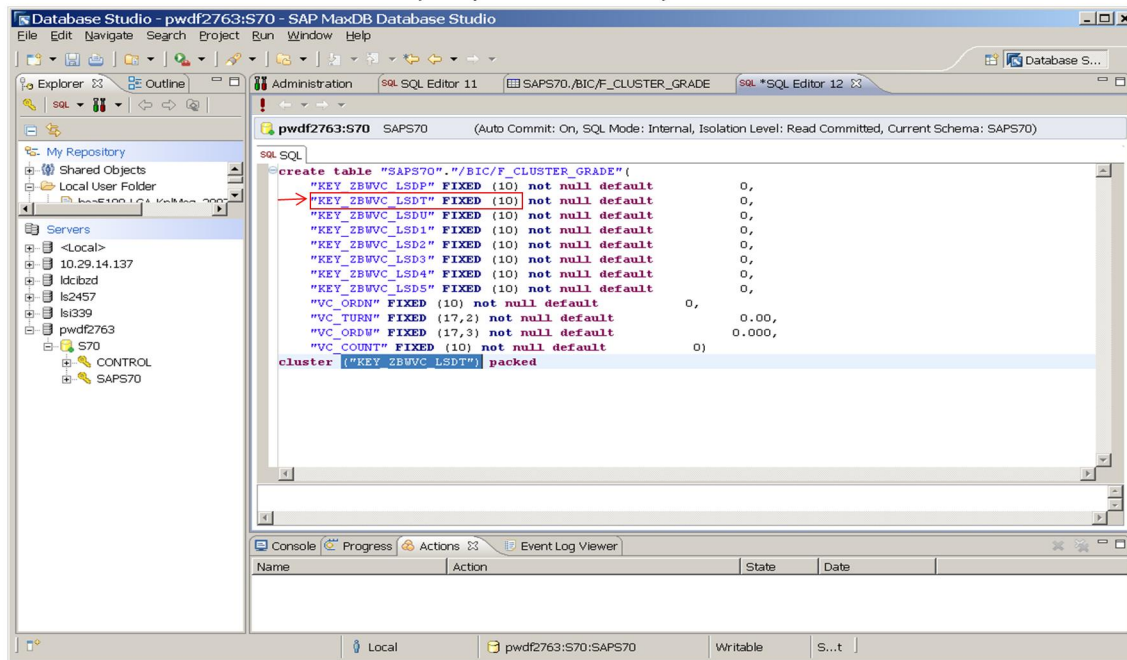 Database Studio - pwdf2763:S70 - SAP MaxDB Database Studio
File Edit Navigate Search Project Run Window Help
Database S...
Explorer Outline
Administration SQL SQL Editor 11 SAPS70./BIC/F_CLUSTER_GRADE SQL *SQL Editor 12
SQL
My Repository
Shared Objects
Local User Folder
Servers
<Local>
10.29.14.137
ldcibzd
ls2457
lsi339
pwdf2763
S70
CONTROL
SAPS70
pwdf2763:S70 SAPS70 (Auto Commit: On, SQL Mode: Internal, Isolation Level: Read Committed, Current Schema: SAPS70)
SQL SQL
create table "SAPS70"."/BIC/F_CLUSTER_GRADE"(
"KEY_ZBWVC_LSDP" FIXED (10) not null default 0,
"KEY_ZBWVC_LSDT" FIXED (10) not null default 0,
"KEY_ZBWVC_LSDU" FIXED (10) not null default 0,
"KEY_ZBWVC_LSD1" FIXED (10) not null default 0,
"KEY_ZBWVC_LSD2" FIXED (10) not null default 0,
"KEY_ZBWVC_LSD3" FIXED (10) not null default 0,
"KEY_ZBWVC_LSD4" FIXED (10) not null default 0,
"KEY_ZBWVC_LSD5" FIXED (10) not null default 0,
"VC_ORDN" FIXED (10) not null default 0,
"VC_TURN" FIXED (17,2) not null default 0.00,
"VC_ORDW" FIXED (17,3) not null default 0.000,
"VC_COUNT" FIXED (10) not null default 0)
cluster ("KEY_ZBWVC_LSDT") packed
Console Progress Actions Event Log Viewer
Name Action State Date
Local pwdf2763:S70:SAPS70 Writable S...t